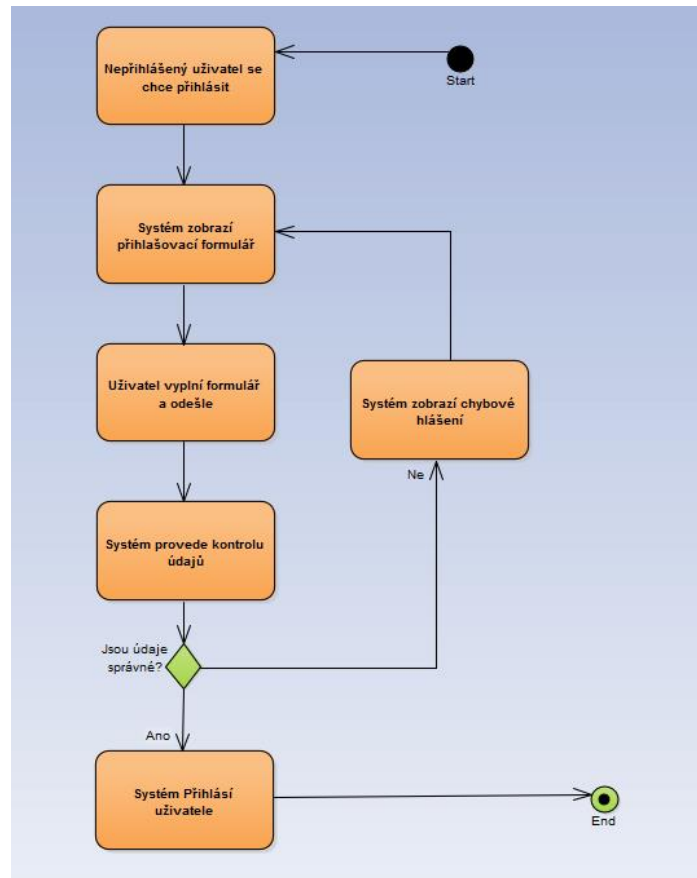 Nepřihlášený uživatel se
chce přihlásit
Start
Systém zobrazí
přihlašovací formulář
Uživatel vyplní formulář
a odešle
Systém zobrazí chybové
hlášení
Ne
Systém provede kontrolu
údajů
Jsou údaje
správné?
Ano
Systém Přihlásí
uživatele
End